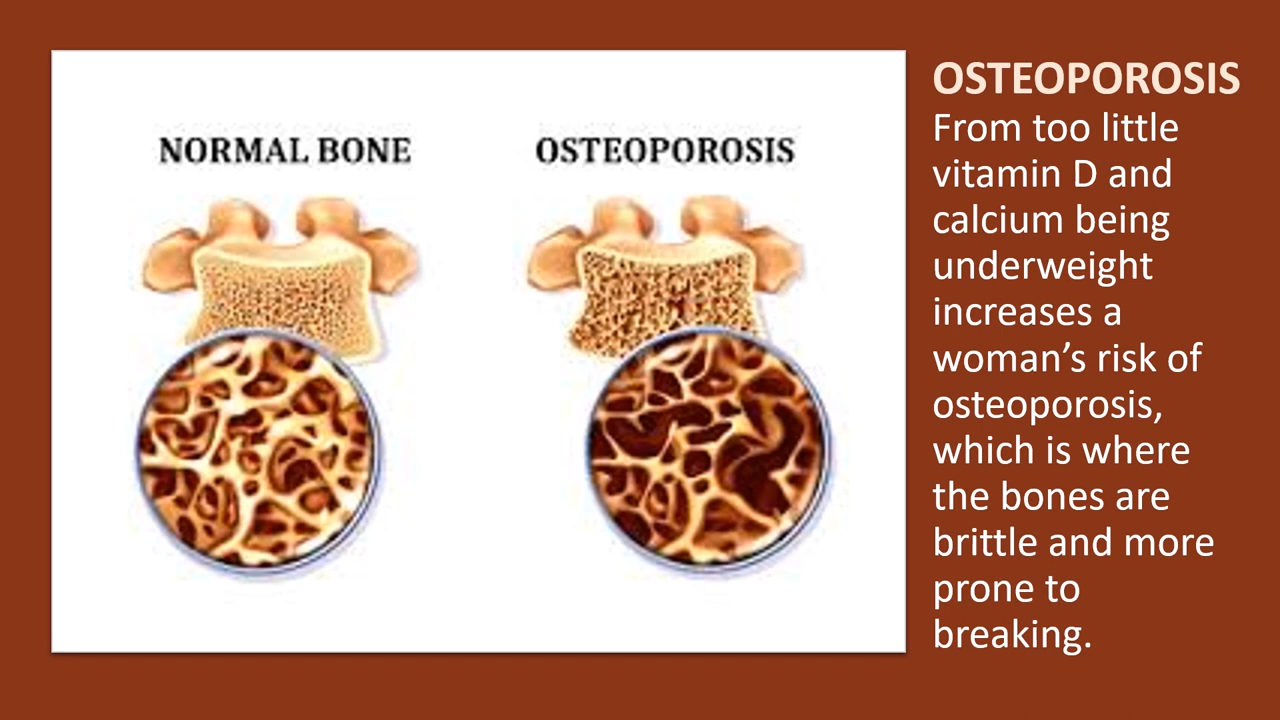 NORMAL BONE
OSTEOPOROSIS
OSTEOPOROSIS
From too little
vitamin D and
calcium being
underweight
increases a
woman’s risk of
osteoporosis,
which is where
the bones are
brittle and more
prone to
breaking.